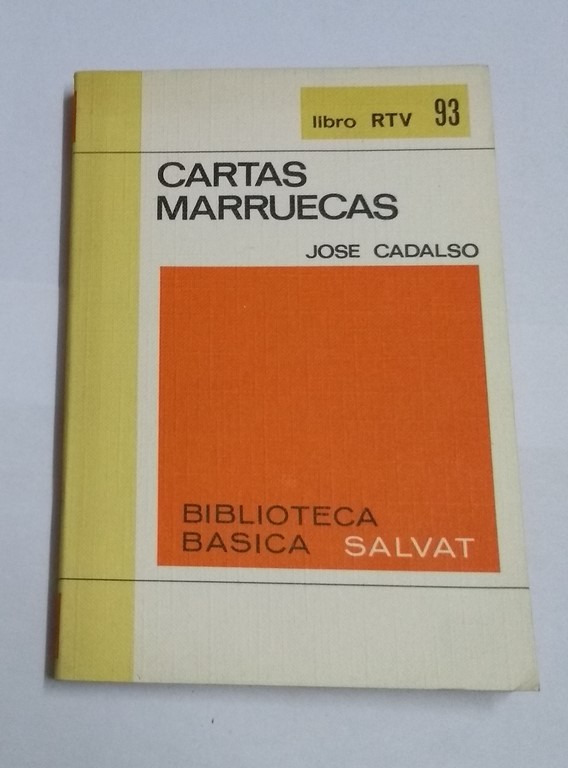 libro RTV 93
CARTAS
MARRUECAS
JOSE CADALSO
BIBLIOTECA
BASICA SALVAT